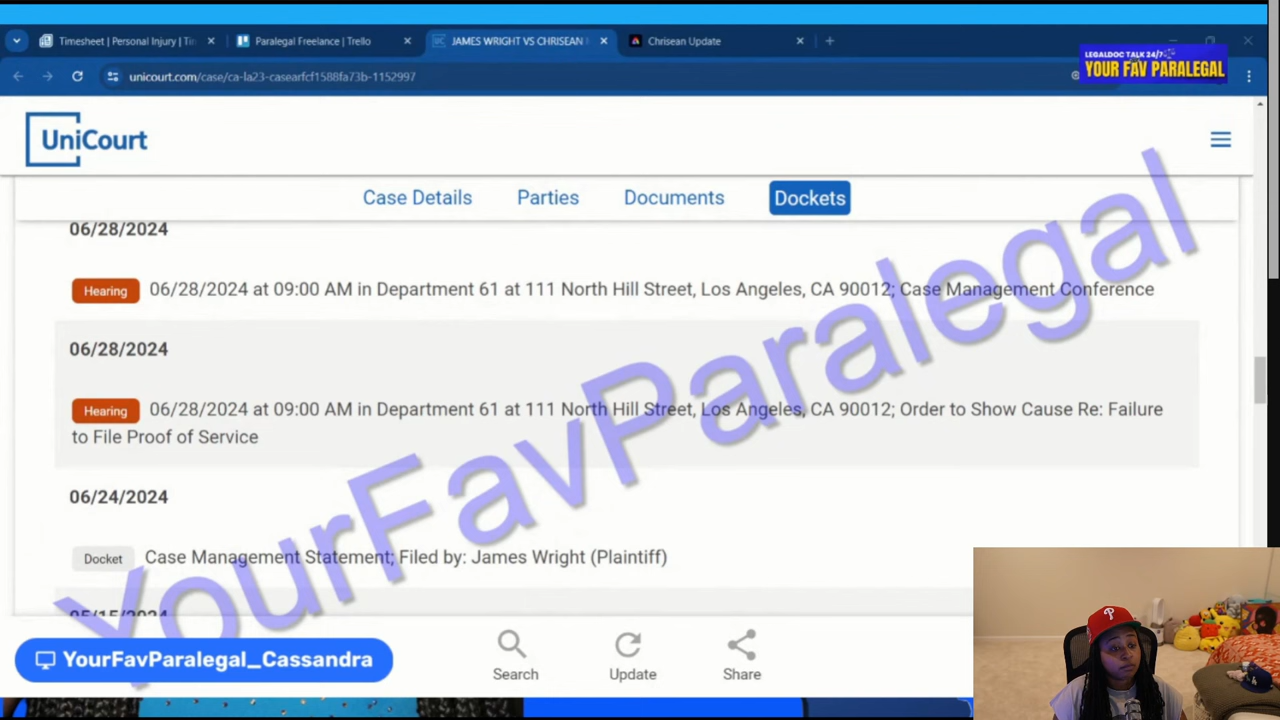 Timesheet | Personal Injury | Ti
Paralegal Freelance | Trello
JAMES WRIGHT VS CHRISEAN
Chrisean Update
unicourt.com/case/ca-la23-casearfcf1588fa73b-1152997
LEGALDOC TALK 24/7
YOUR FAV PARALEGAL
UniCourt
Case Details
Parties
Documents
Dockets
06/28/2024
Hearing 06/28/2024 at 09:00 AM in Department 61 at 111 North Hill Street, Los Angeles, CA 90012; Case Management Conference
06/28/2024
Hearing 06/28/2024 at 09:00 AM in Department 61 at 111 North Hill Street, Los Angeles, CA 90012; Order to Show Cause Re: Failure
to File Proof of Service
06/24/2024
Docket Case Management Statement; Filed by: James Wright (Plaintiff)
05/15/2024
YourFavParalegal
YourFavParalegal_Cassandra
Search
Update
Share
P